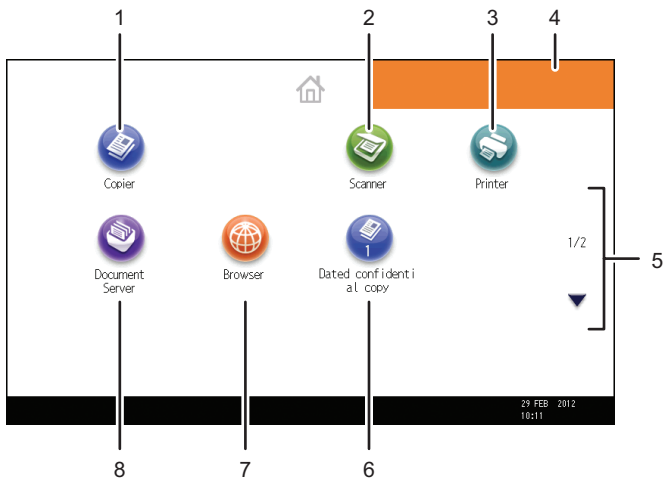 1 2 3 4
Copier Scanner Printer
1
Document
Server
Browser
Dated confidenti
al copy
1/2
5
29 FEB 2012
10:11
8 7 6